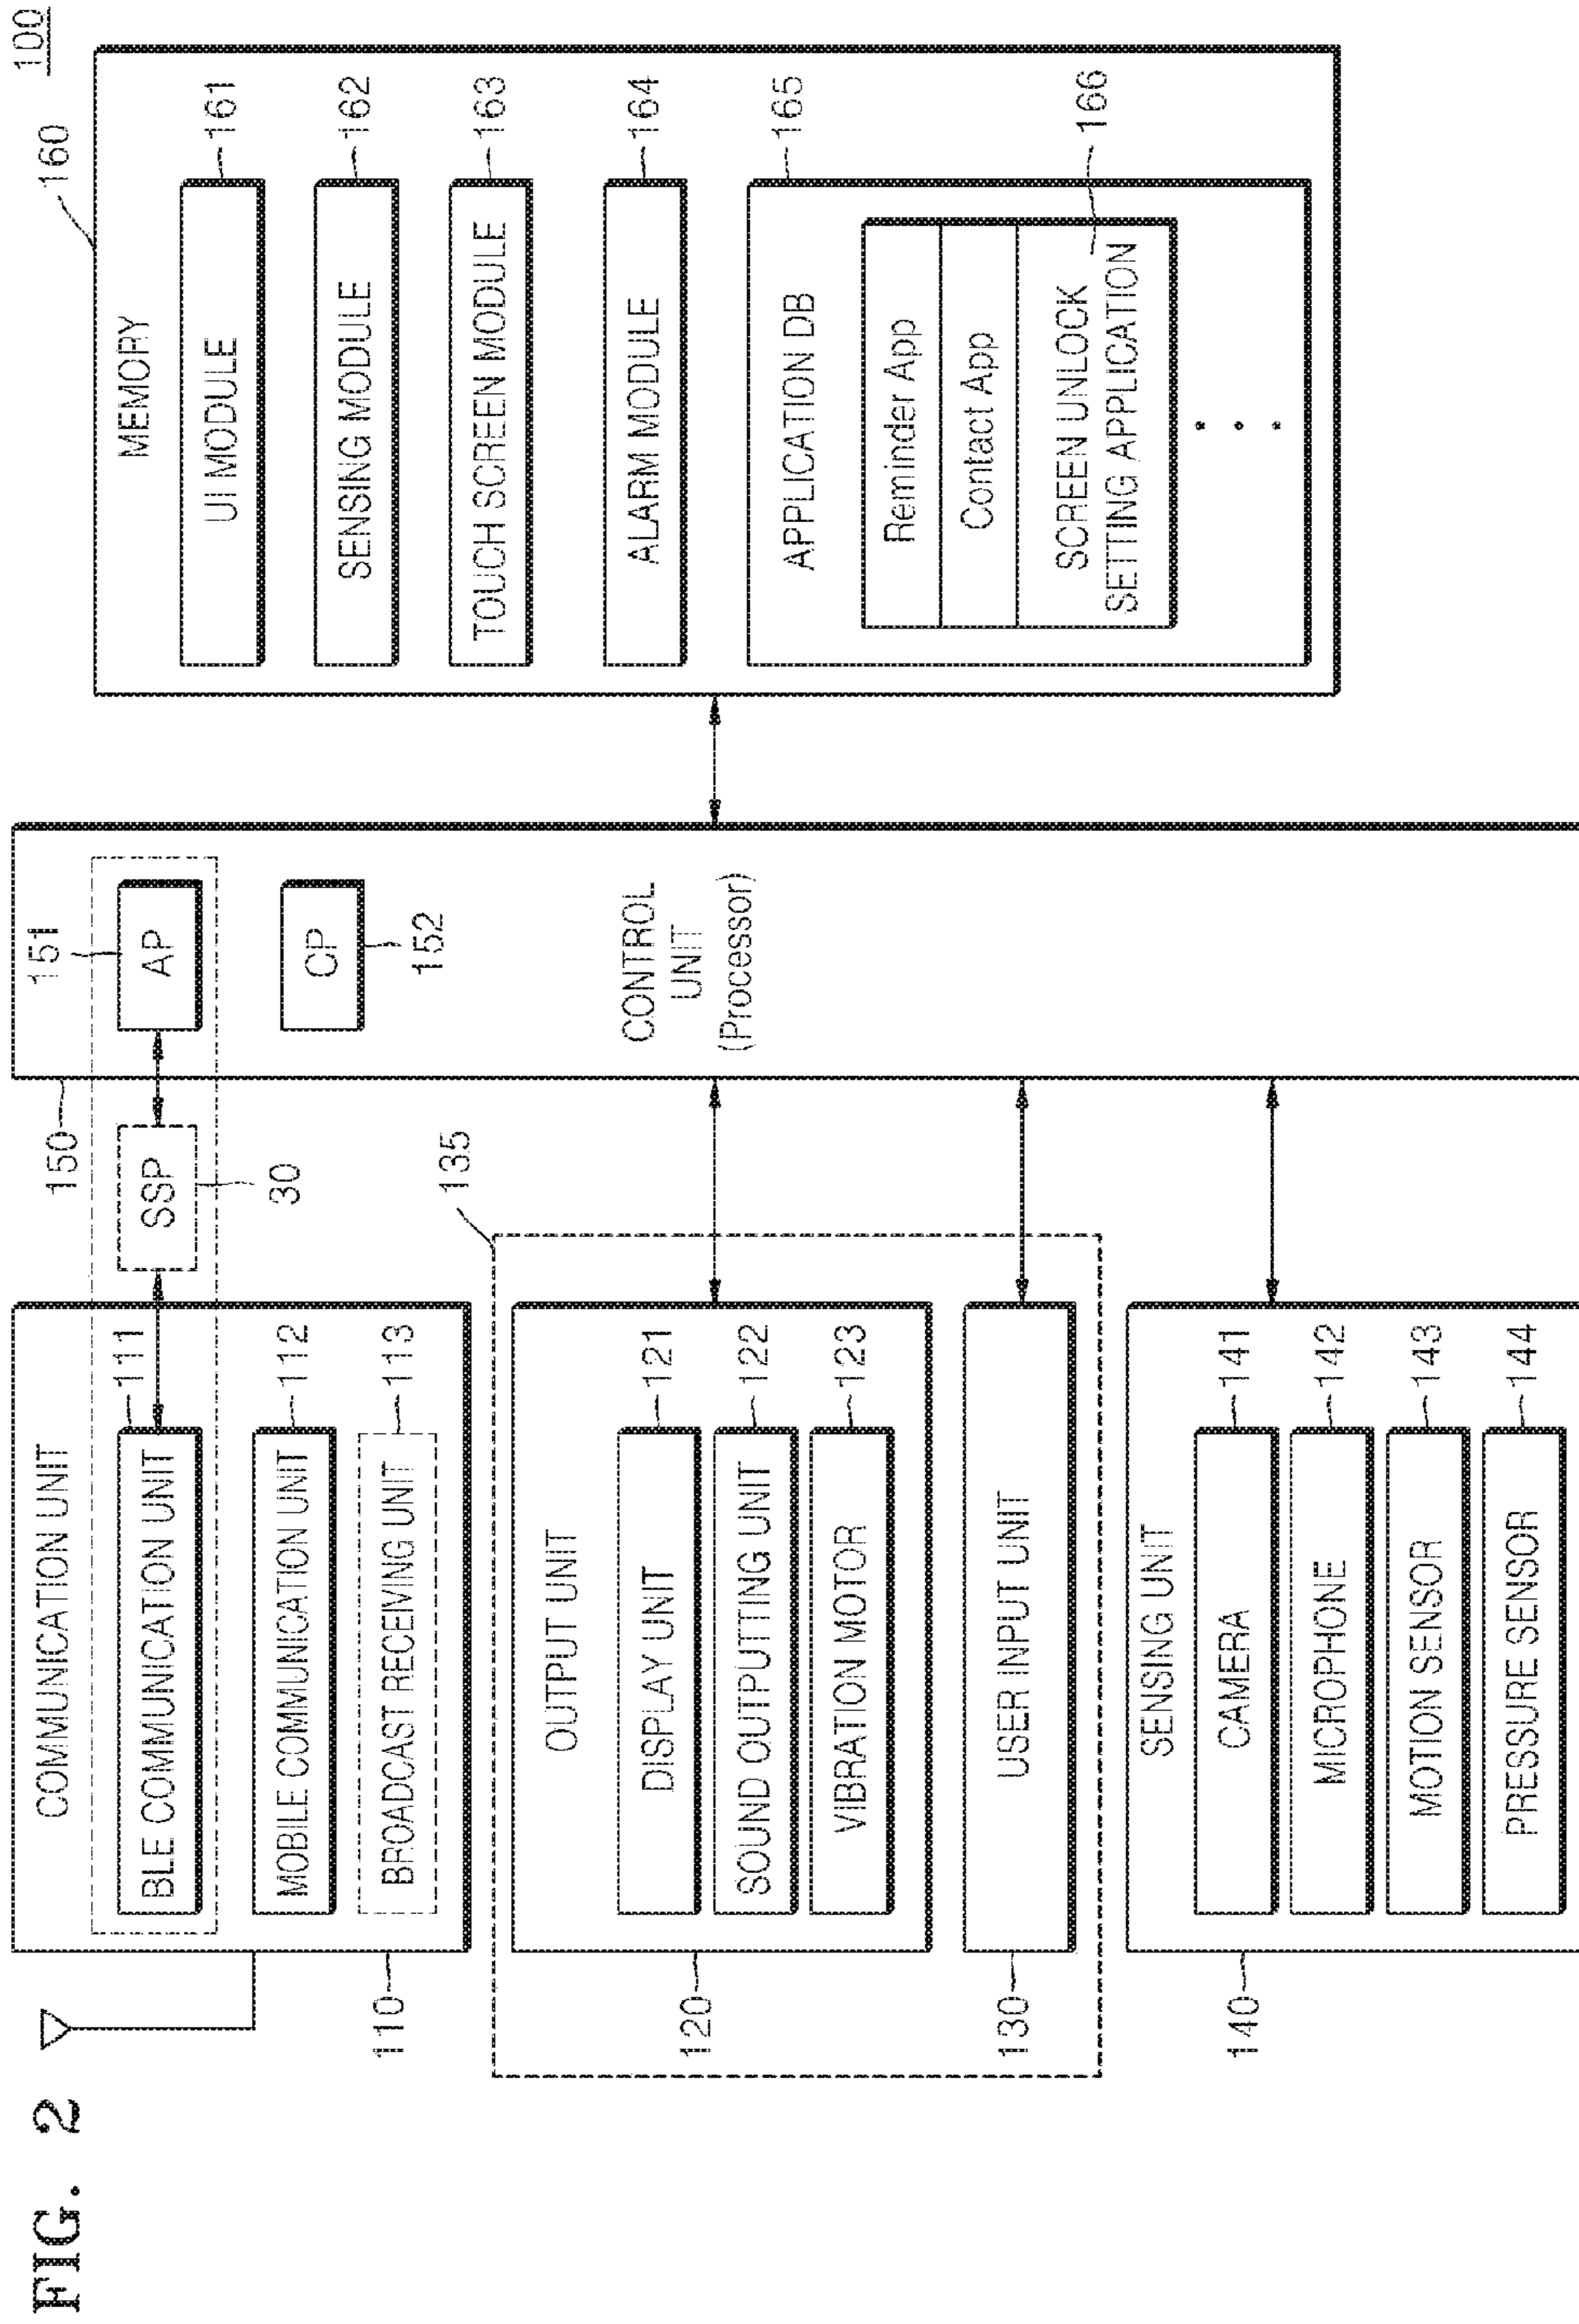 FIG. 2
100
COMMUNICATION UNIT
BLE COMMUNICATION UNIT
111
MOBILE COMMUNICATION UNIT
112
BROADCAST RECEIVING UNIT
113
110
SSP
30
150
151
AP
CP
152
CONTROL
UNIT
(Processor)
135
OUTPUT UNIT
DISPLAY UNIT
121
SOUND OUTPUTTING UNIT
122
VIBRATION MOTOR
123
120
USER INPUT UNIT
130
SENSING UNIT
CAMERA
141
MICROPHONE
142
MOTION SENSOR
143
PRESSURE SENSOR
144
140
160
MEMORY
UI MODULE
161
SENSING MODULE
162
TOUCH SCREEN MODULE
163
ALARM MODULE
164
APPLICATION DB
165
Reminder App
Contact App
SCREEN UNLOCK
SETTING APPLICATION
166